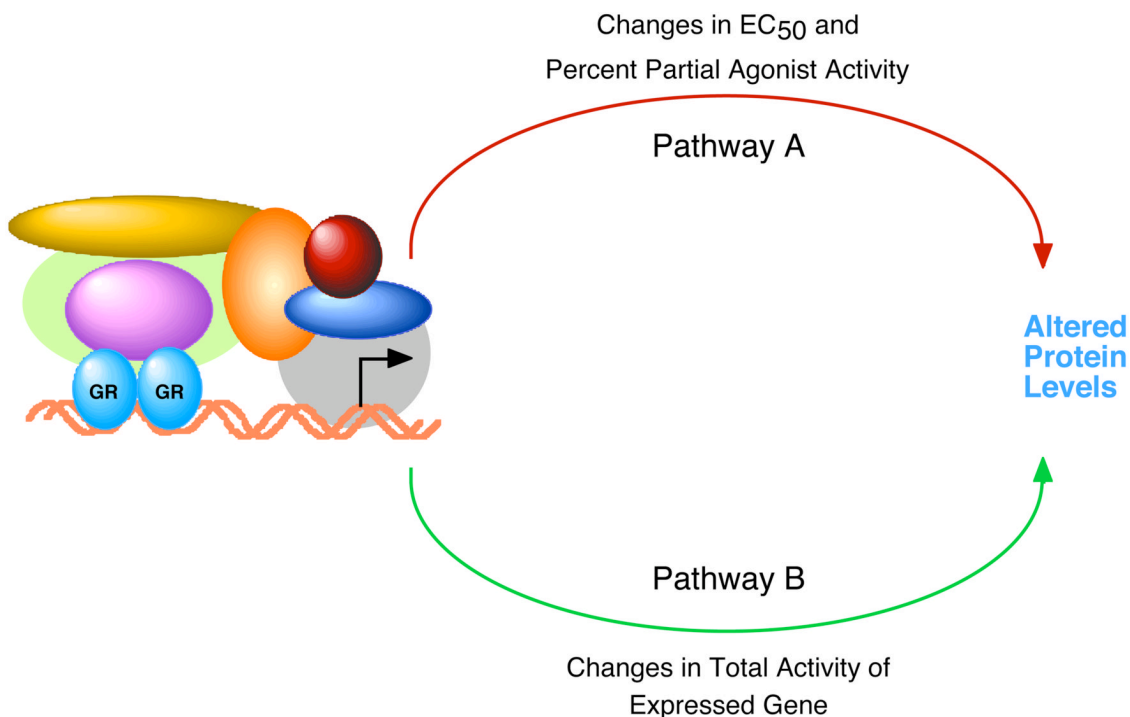 Changes in EC50 and
Percent Partial Agonist Activity
Pathway A
GR GR
Altered
Protein
Levels
Pathway B
Changes in Total Activity of
Expressed Gene